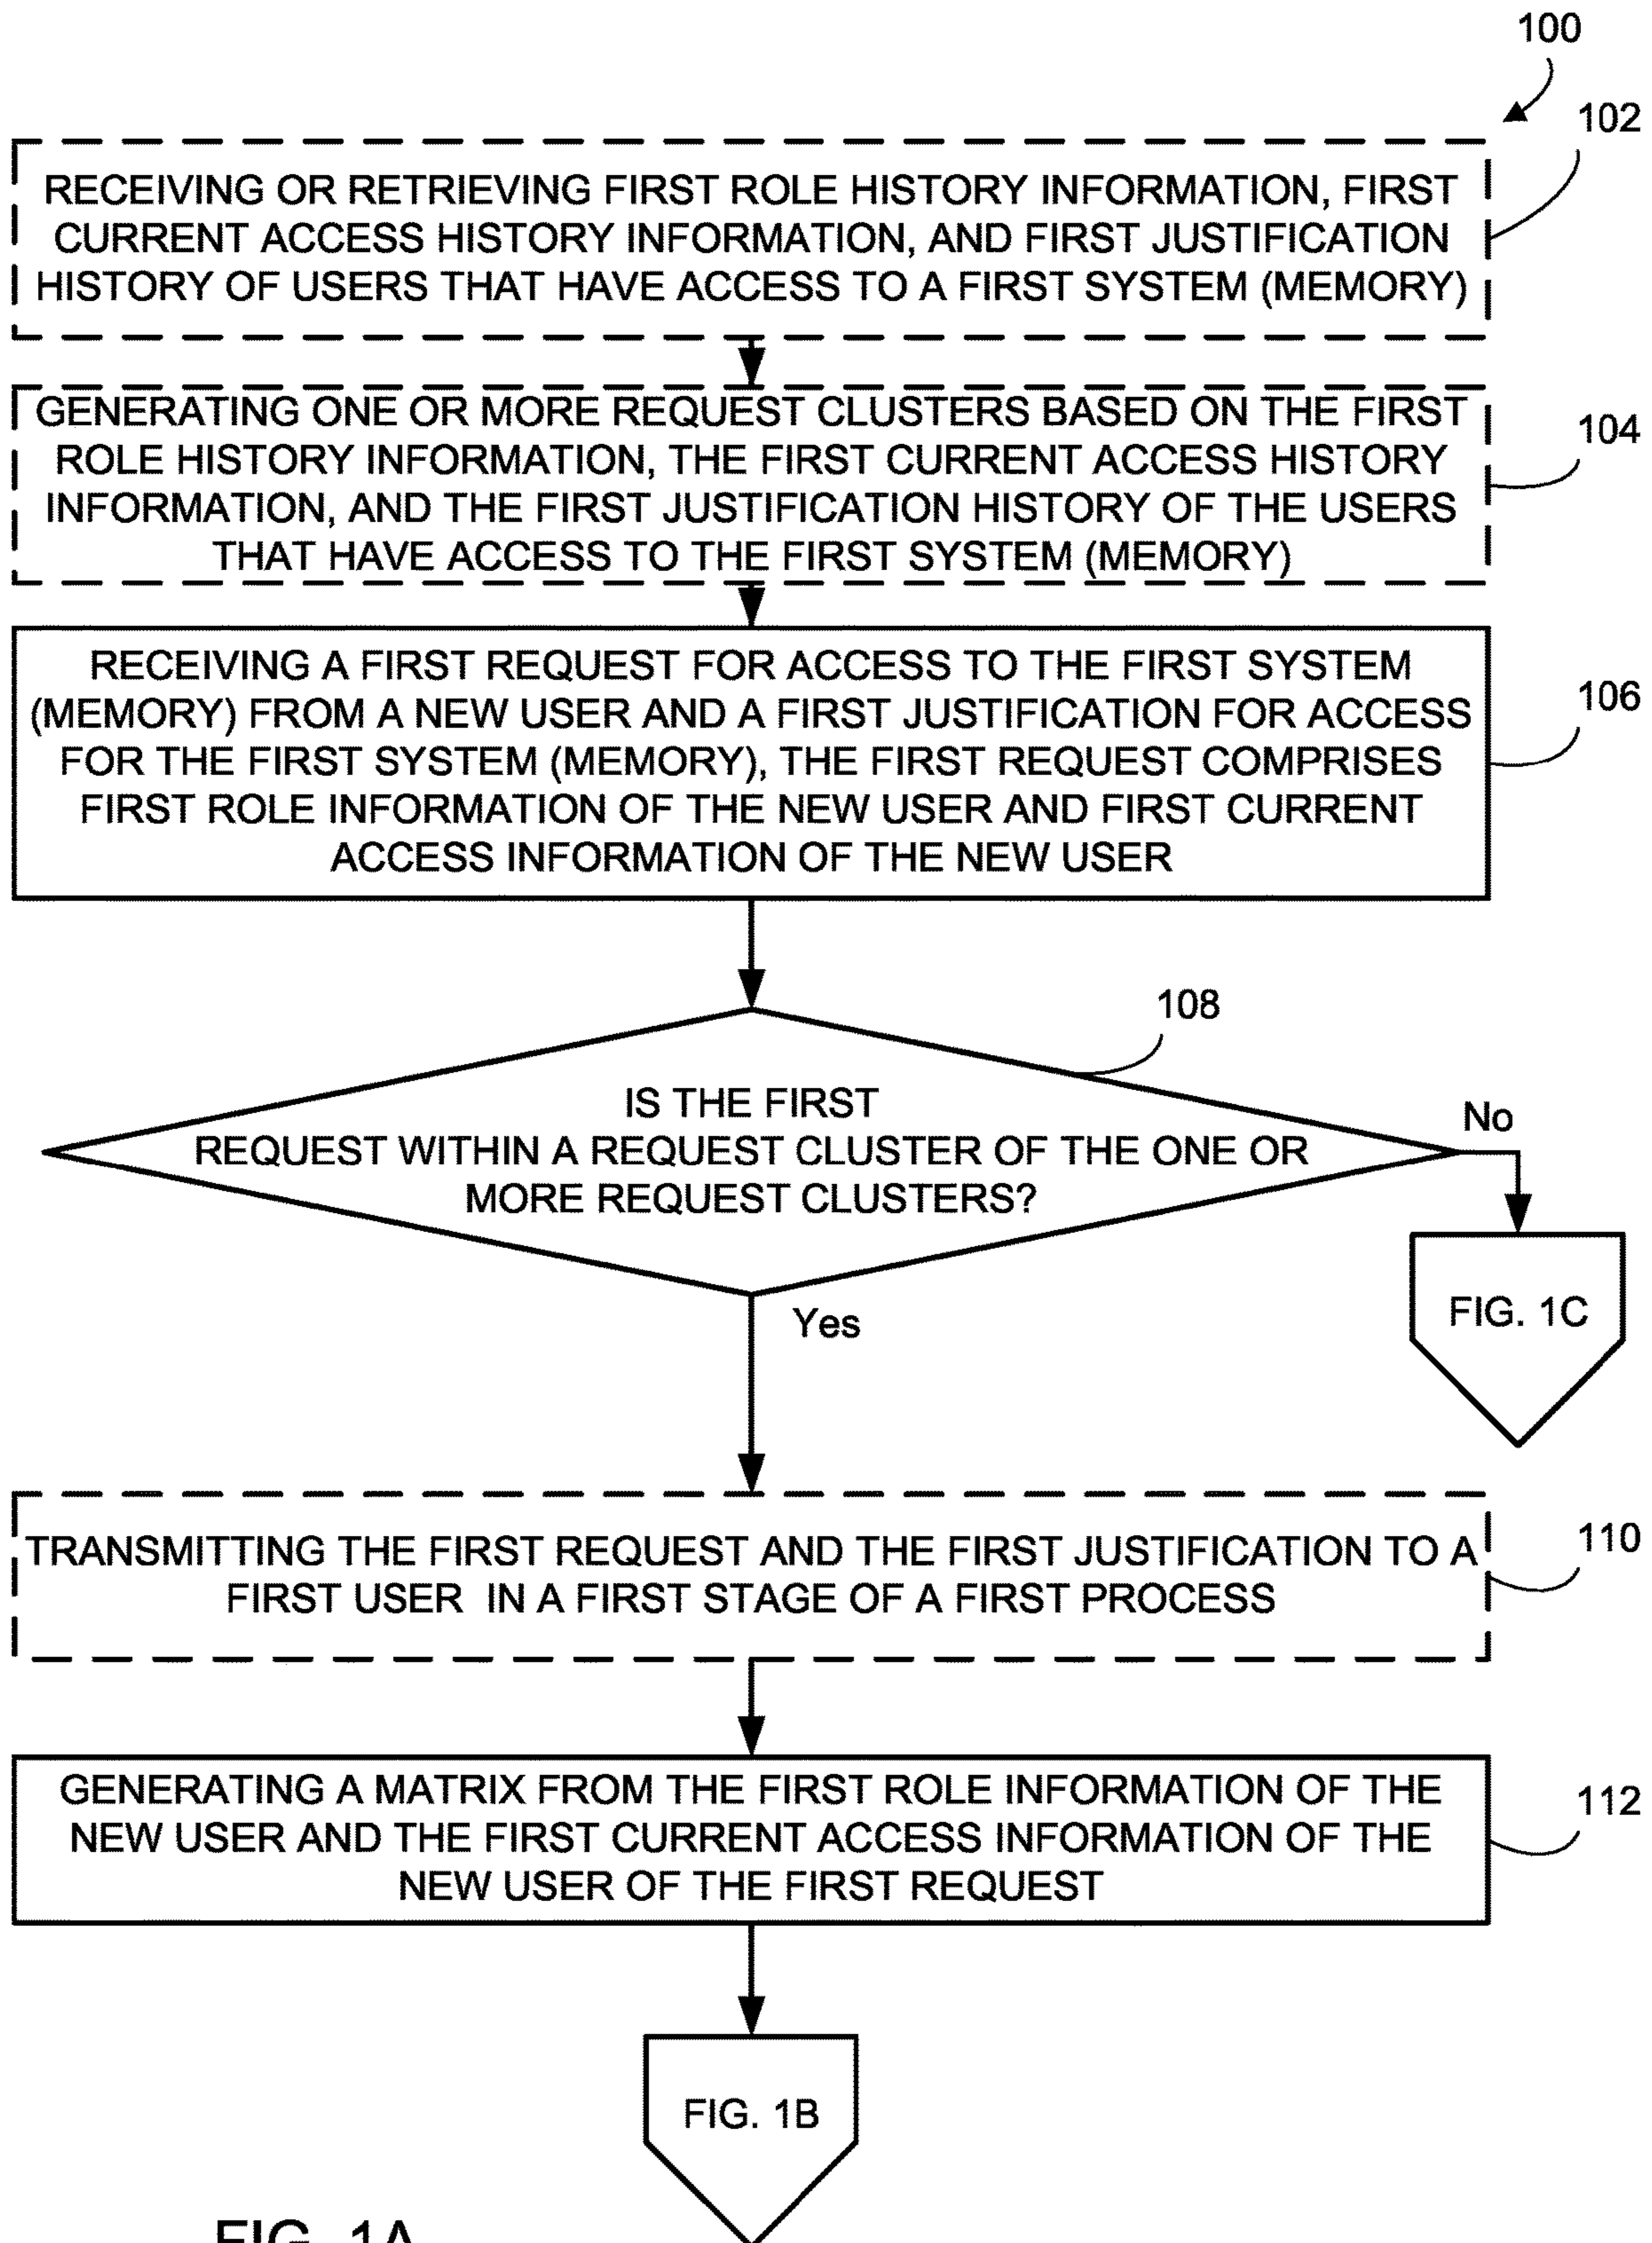 100
102
RECEIVING OR RETRIEVING FIRST ROLE HISTORY INFORMATION, FIRST
CURRENT ACCESS HISTORY INFORMATION, AND FIRST JUSTIFICATION
HISTORY OF USERS THAT HAVE ACCESS TO A FIRST SYSTEM (MEMORY)
GENERATING ONE OR MORE REQUEST CLUSTERS BASED ON THE FIRST
ROLE HISTORY INFORMATION, THE FIRST CURRENT ACCESS HISTORY
INFORMATION, AND THE FIRST JUSTIFICATION HISTORY OF THE USERS
THAT HAVE ACCESS TO THE FIRST SYSTEM (MEMORY)
104
RECEIVING A FIRST REQUEST FOR ACCESS TO THE FIRST SYSTEM
(MEMORY) FROM A NEW USER AND A FIRST JUSTIFICATION FOR ACCESS
FOR THE FIRST SYSTEM (MEMORY), THE FIRST REQUEST COMPRISES
FIRST ROLE INFORMATION OF THE NEW USER AND FIRST CURRENT
ACCESS INFORMATION OF THE NEW USER
106
108
IS THE FIRST
REQUEST WITHIN A REQUEST CLUSTER OF THE ONE OR
MORE REQUEST CLUSTERS?
No
FIG. 1C
Yes
TRANSMITTING THE FIRST REQUEST AND THE FIRST JUSTIFICATION TO A
FIRST USER IN A FIRST STAGE OF A FIRST PROCESS
110
GENERATING A MATRIX FROM THE FIRST ROLE INFORMATION OF THE
NEW USER AND THE FIRST CURRENT ACCESS INFORMATION OF THE
NEW USER OF THE FIRST REQUEST
112
FIG. 1B
FIG. 1A